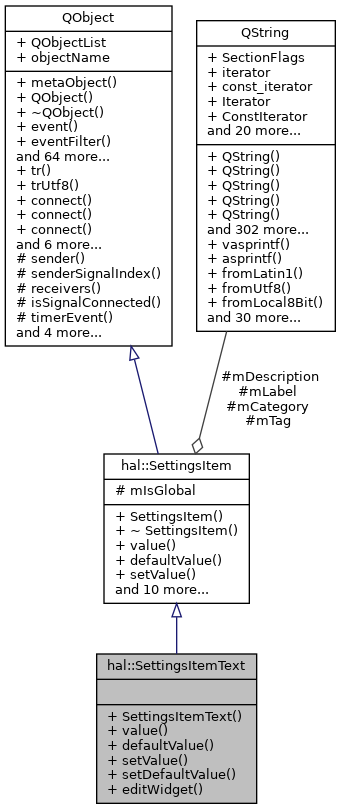 QObject
+ QObjectList
+ objectName
+ metaObject()
+ QObject()
+ ~QObject()
+ event()
+ eventFilter()
and 64 more...
+ tr()
+ trUtf8()
+ connect()
+ connect()
+ connect()
and 6 more...
# sender()
# senderSignalIndex()
# receivers()
# isSignalConnected()
# timerEvent()
and 4 more...
QString
+ SectionFlags
+ iterator
+ const_iterator
+ Iterator
+ ConstIterator
and 20 more...
+ QString()
+ QString()
+ QString()
+ QString()
+ QString()
and 302 more...
+ vasprintf()
+ asprintf()
+ fromLatin1()
+ fromUtf8()
+ fromLocal8Bit()
and 30 more...
#mDescription
#mLabel
#mCategory
#mTag
hal::SettingsItem
# mIsGlobal
+ SettingsItem()
+ ~ SettingsItem()
+ value()
+ defaultValue()
+ setValue()
and 10 more...
hal::SettingsItemText
+ SettingsItemText()
+ value()
+ defaultValue()
+ setValue()
+ setDefaultValue()
+ editWidget()